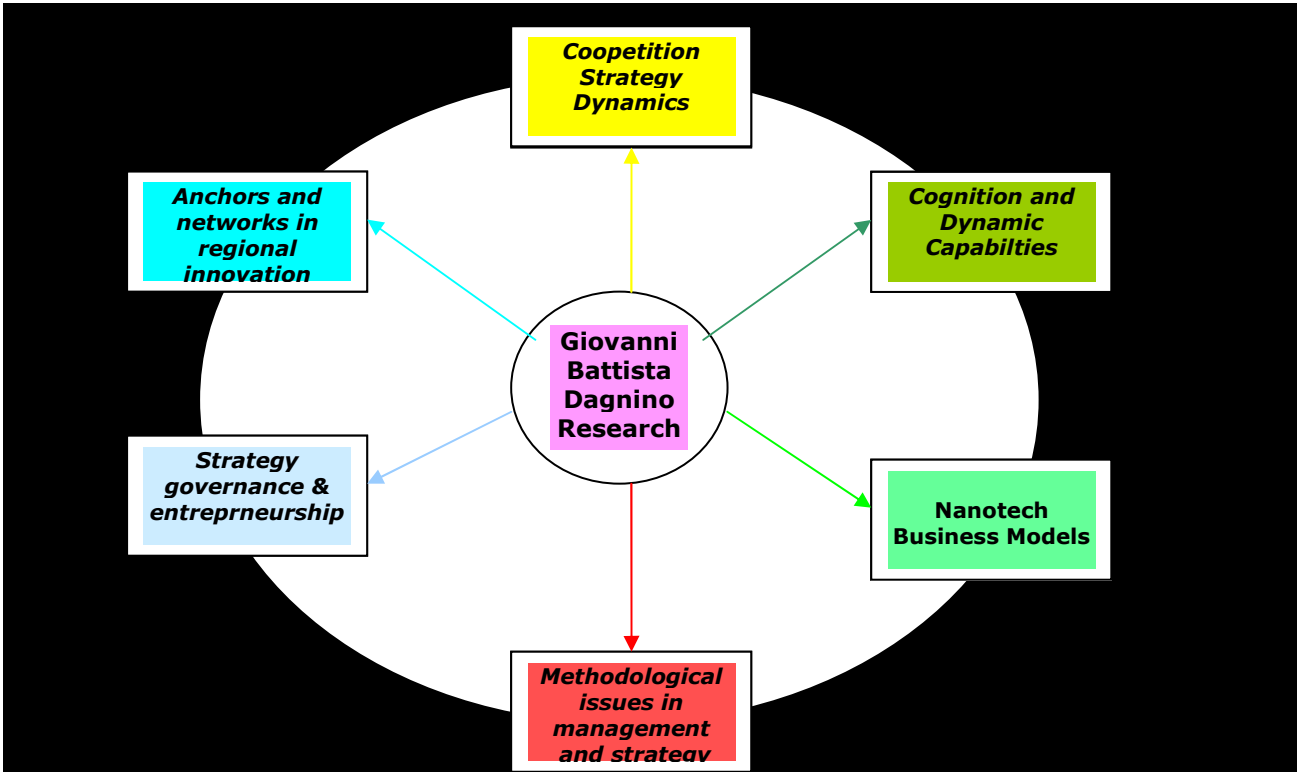 Coopetition
Strategy
Dynamics
Anchors and
networks in
regional
innovation
Cognition and
Dynamic
Capabilties
Giovanni
Battista
Dagnino
Research
Strategy
governance &
entreprneurship
Nanotech
Business Models
Methodological
issues in
management
and strategy